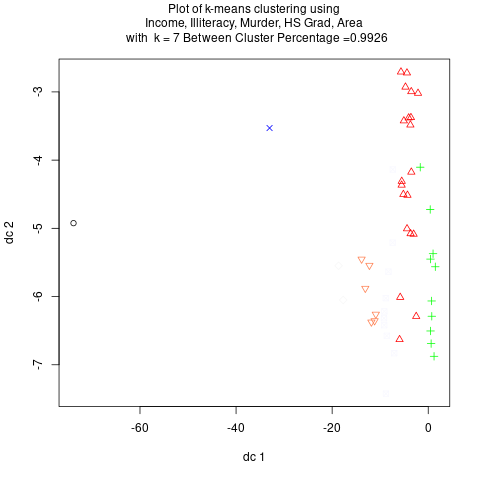 Plot of k-means clustering using
Income, Illiteracy, Murder, HS Grad, Area
with k = 7 Between Cluster Percentage =0.9926
-3
-4
-5
-6
-7
dc 2
-60
-40
-20
0
dc 1